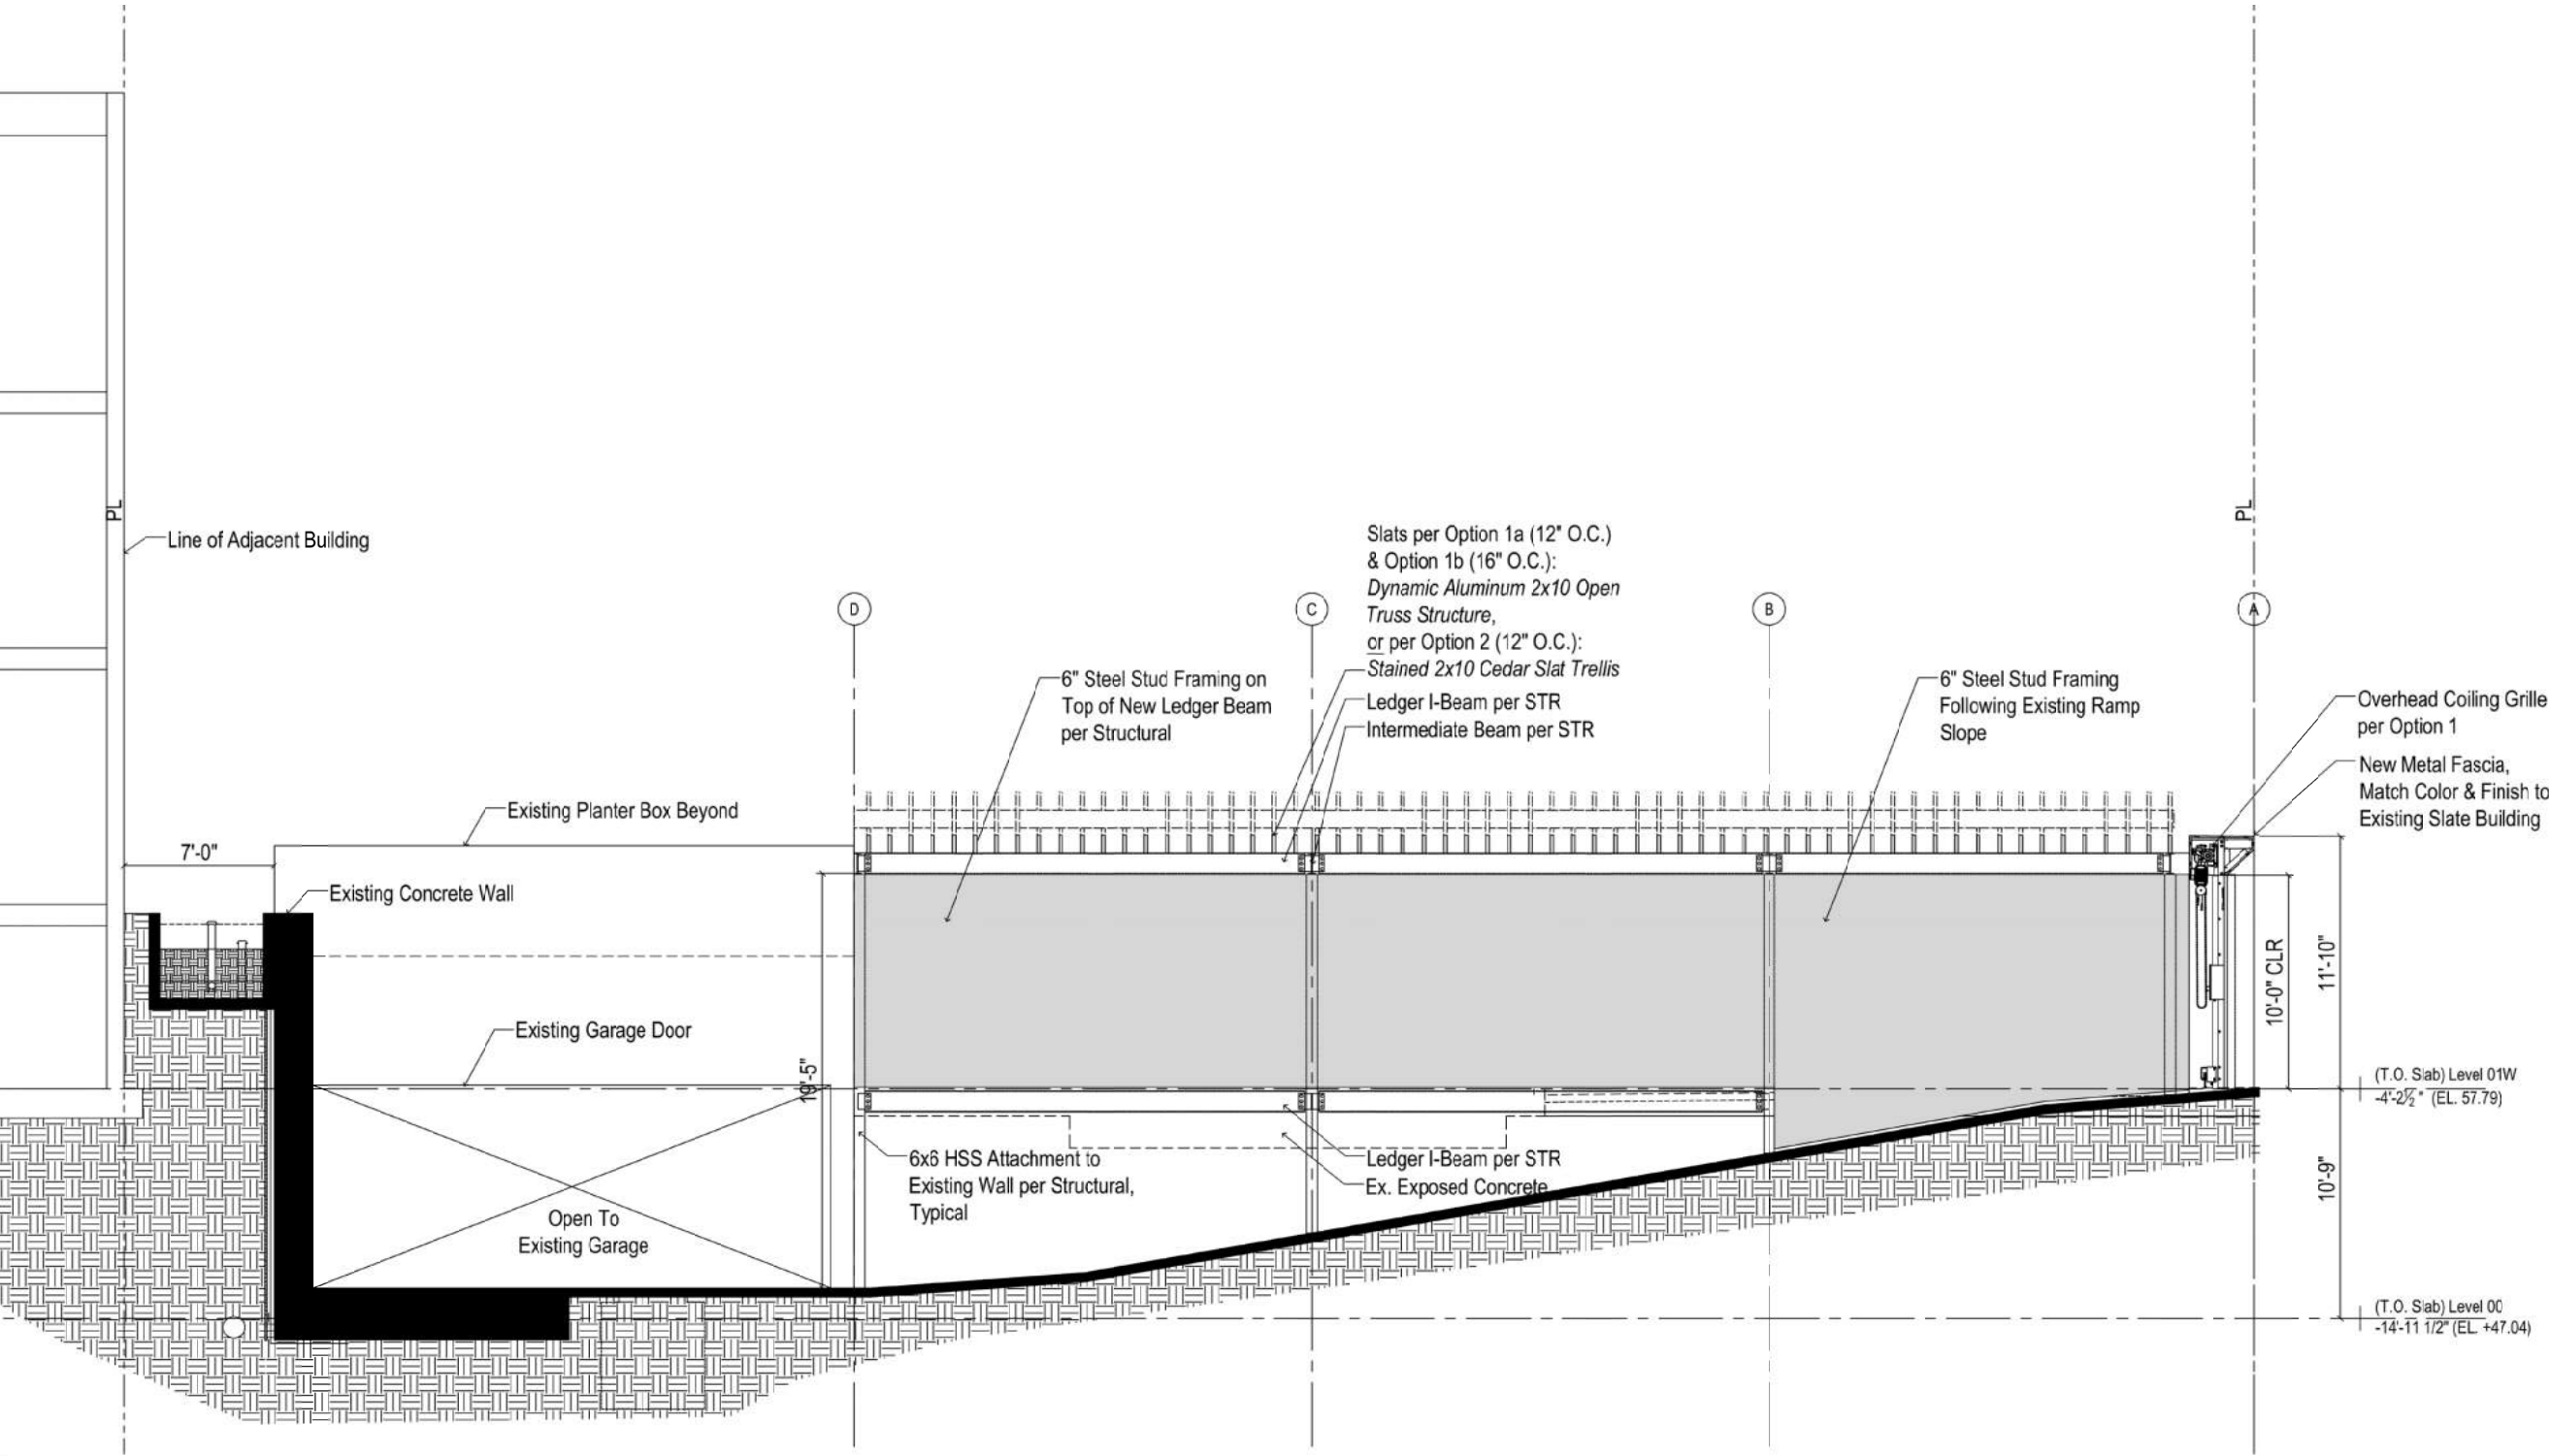 PL
Line of Adjacent Building
7'-0"
Existing Planter Box Beyond
Existing Concrete Wall
Existing Garage Door
Open To
Existing Garage
19'-5"
D
C
B
A
6" Steel Stud Framing on
Top of New Ledger Beam
per Structural
Slats per Option 1a (12" O.C.)
& Option 1b (16" O.C.):
Dynamic Aluminum 2x10 Open
Truss Structure,
or per Option 2 (12" O.C.):
Stained 2x10 Cedar Slat Trellis
Ledger I-Beam per STR
Intermediate Beam per STR
6" Steel Stud Framing
Following Existing Ramp
Slope
PL
Overhead Coiling Grille
per Option 1
New Metal Fascia,
Match Color & Finish to
Existing Slate Building
6x6 HSS Attachment to
Existing Wall per Structural,
Typical
Ledger I-Beam per STR
Ex. Exposed Concrete
10'-0" CLR
11'-10"
10'-9"
(T.O. Slab) Level 01W
-4'-2½" (EL. 57.79)
(T.O. Slab) Level 00
-14'-11 1/2" (EL. +47.04)